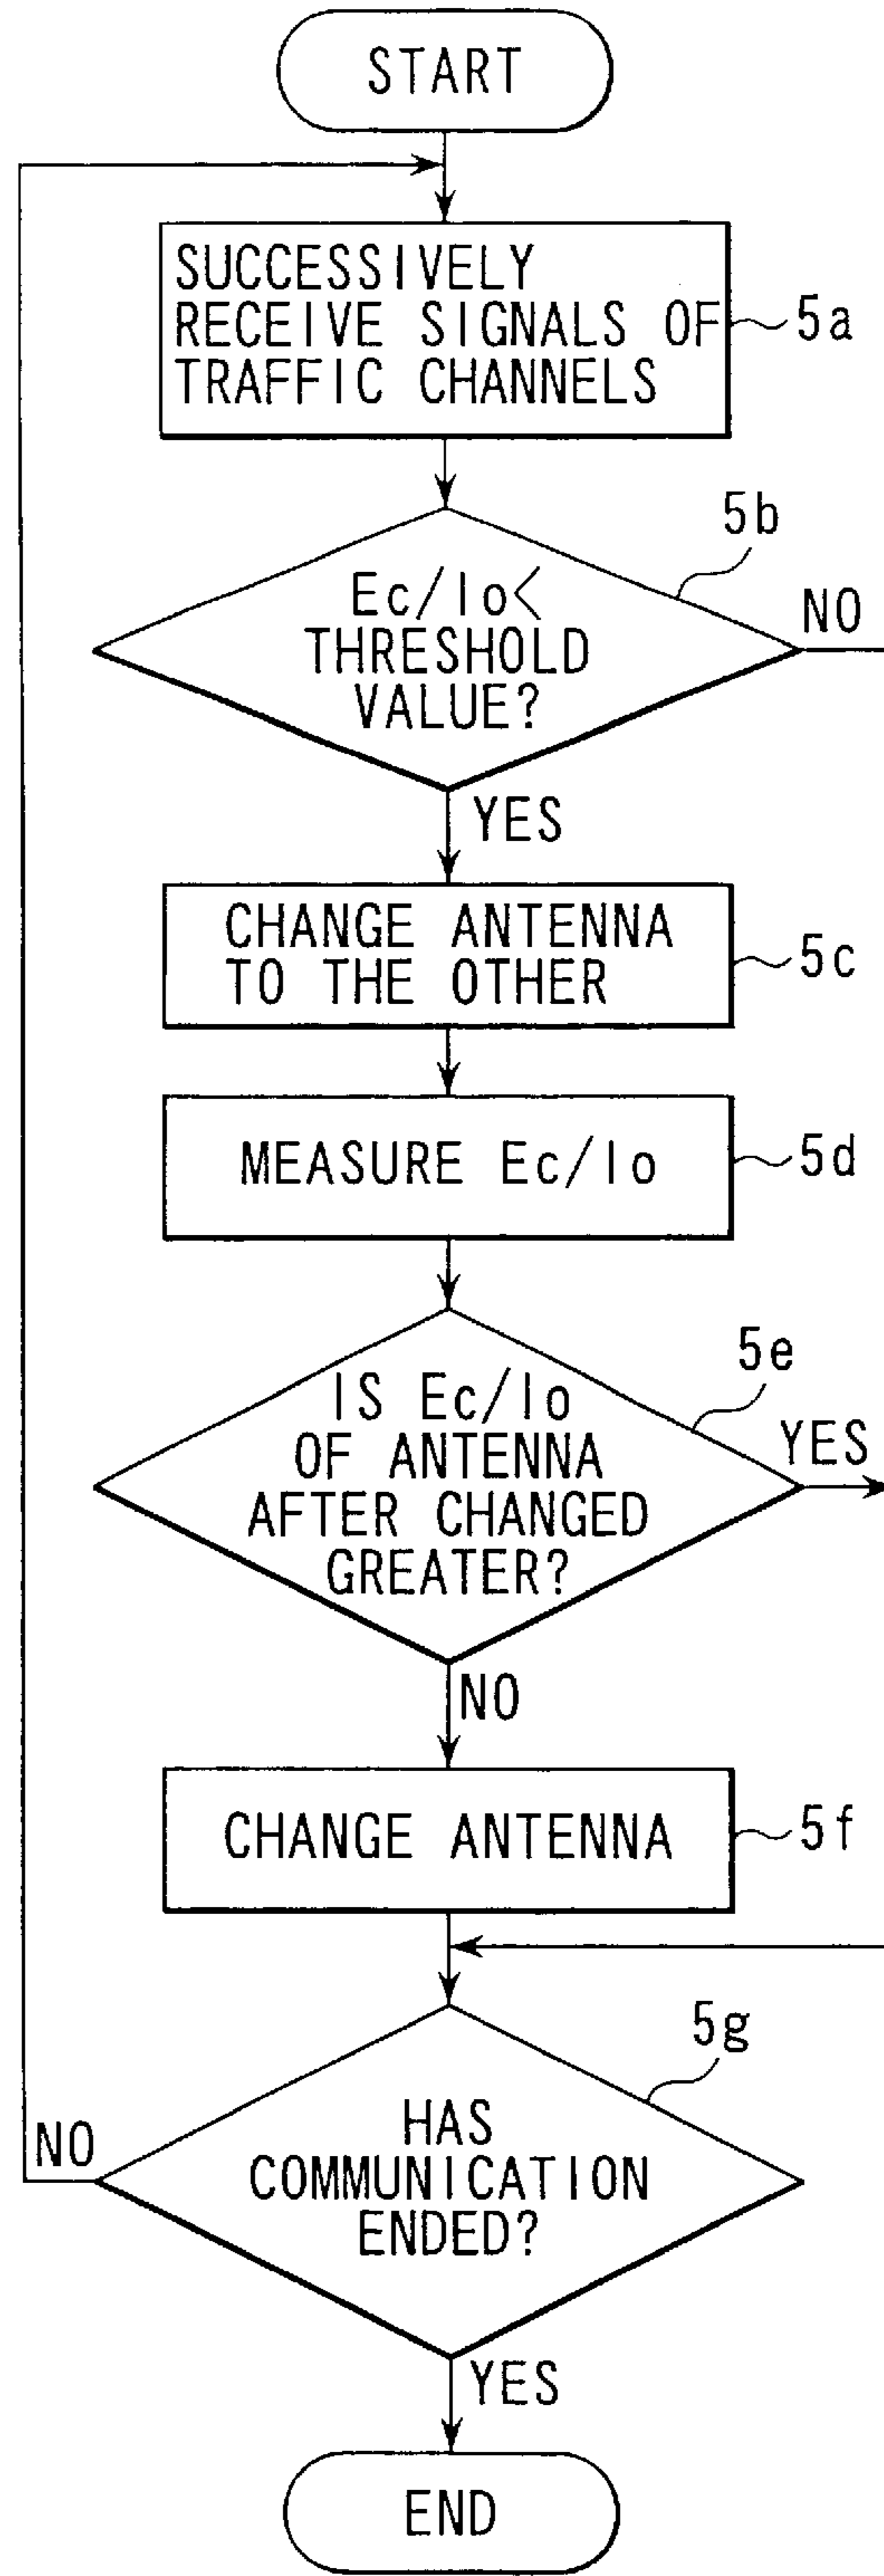 START
SUCCESSIVELY
RECEIVE SIGNALS OF
TRAFFIC CHANNELS
5a
5b
Ec/Io<
THRESHOLD
VALUE?
NO
YES
CHANGE ANTENNA
TO THE OTHER
5c
MEASURE Ec/Io
5d
5e
IS Ec/Io
OF ANTENNA
AFTER CHANGED
GREATER?
YES
NO
CHANGE ANTENNA
5f
5g
HAS
COMMUNICATION
ENDED?
NO
YES
END